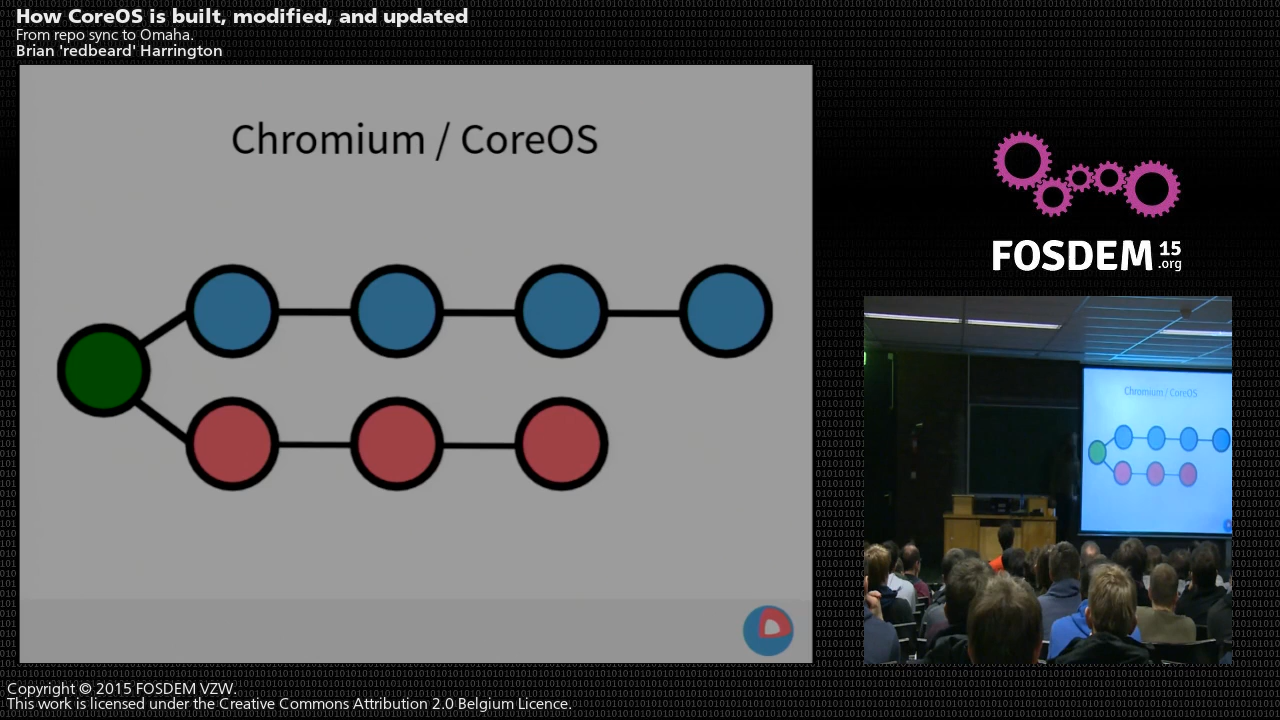 How CoreOS is built, modified, and updated
From repo sync to Omaha.
Brian 'redbeard' Harrington
Chromium / CoreOS
FOSDEM 15
.org
Chromium / CoreOS
Copyright © 2015 FOSDEM VZW.
This work is licensed under the Creative Commons Attribution 2.0 Belgium Licence.